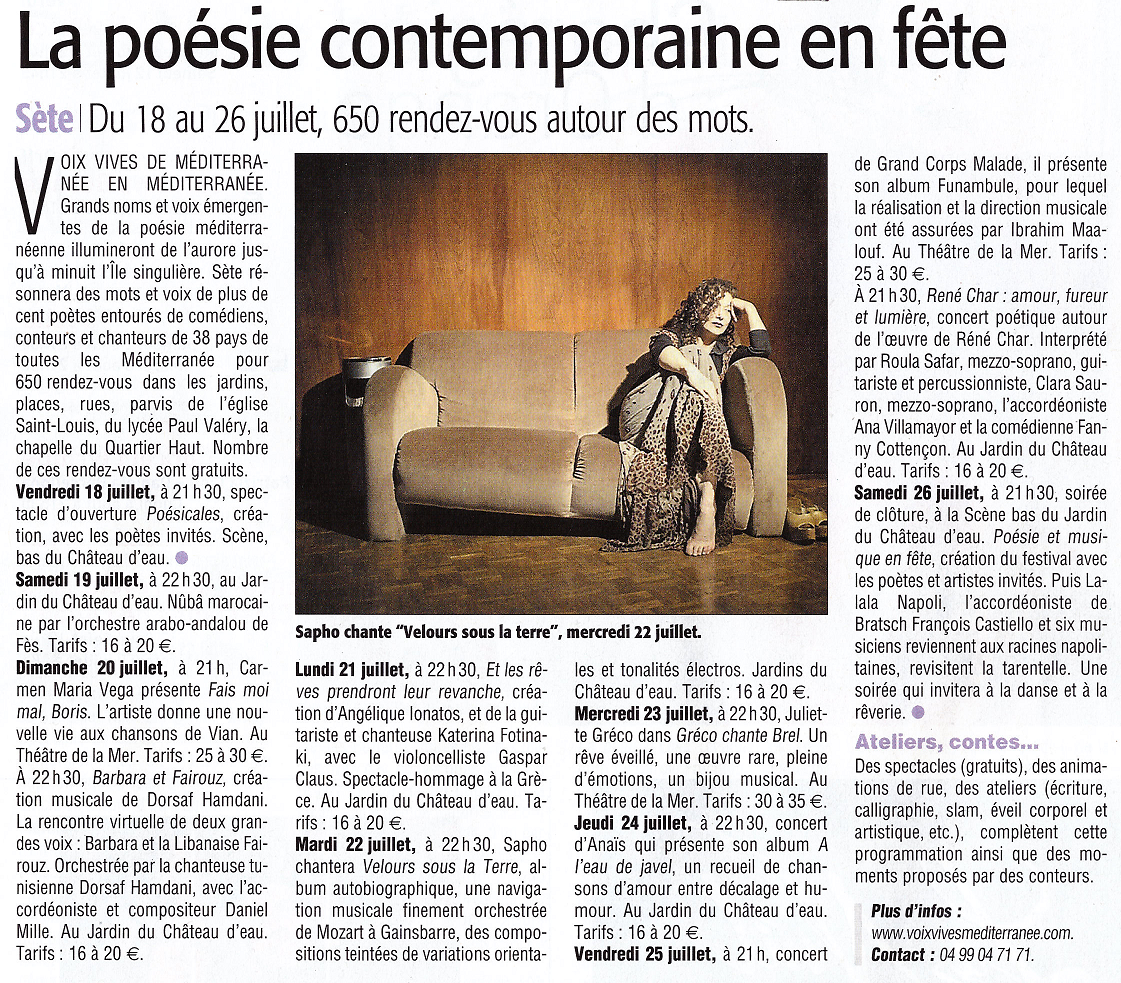 La poésie contemporaine en fête
Sète | Du 18 au 26 juillet, 650 rendez-vous autour des mots.
VOIX VIVES DE MÉDITERRA-
NÉE EN MÉDITERRANÉE.
Grands noms et voix émergen-
tes de la poésie méditerra-
néenne illumineront de l'aurore jus-
qu'à minuit l'Île singulière. Sète ré-
sonnera des mots et voix de plus de
cent poètes entourés de comédiens,
conteurs et chanteurs de 38 pays de
toutes les Méditerranée pour
650 rendez-vous dans les jardins,
places, rues, parvis de l'église
Saint-Louis, du lycée Paul Valéry, la
chapelle du Quartier Haut. Nombre
de ces rendez-vous sont gratuits.
Vendredi 18 juillet, à 21 h 30, spec-
tacle d'ouverture Poésicales, créa-
tion, avec les poètes invités. Scène,
bas du Château d'eau. ●
Samedi 19 juillet, à 22 h 30, au Jar-
din du Château d'eau. Nûbâ marocai-
ne par l'orchestre arabo-andalou de
Fès. Tarifs : 16 à 20 €.
Dimanche 20 juillet, à 21 h, Car-
men Maria Vega présente Fais moi
mal, Boris. L'artiste donne une nou-
velle vie aux chansons de Vian. Au
Théâtre de la Mer. Tarifs : 25 à 30 €.
À 22 h 30, Barbara et Fairouz, créa-
tion musicale de Dorsaf Hamdani.
La rencontre virtuelle de deux gran-
des voix : Barbara et la Libanaise Fai-
rouz. Orchestrée par la chanteuse tu-
nisienne Dorsaf Hamdani, avec l'ac-
cordéoniste et compositeur Daniel
Mille. Au Jardin du Château d'eau.
Tarifs : 16 à 20 €.
Sapho chante “Velours sous la terre”, mercredi 22 juillet.
Lundi 21 juillet, à 22 h 30, Et les rê-
ves prendront leur revanche, créa-
tion d'Angélique Ionatos, et de la gui-
tariste et chanteuse Katerina Fotina-
ki, avec le violoncelliste Gaspar
Claus. Spectacle-hommage à la Grè-
ce. Au Jardin du Château d'eau. Ta-
rifs : 16 à 20 €.
Mardi 22 juillet, à 22 h 30, Sapho
chantera Velours sous la Terre, al-
bum autobiographique, une naviga-
tion musicale finement orchestrée
de Mozart à Gainsbarre, des compo-
sitions teintées de variations orienta-
les et tonalités électros. Jardins du
Château d'eau. Tarifs : 16 à 20 €.
Mercredi 23 juillet, à 22 h 30, Juliet-
te Gréco dans Gréco chante Brel. Un
rêve éveillé, une œuvre rare, pleine
d'émotions, un bijou musical. Au
Théâtre de la Mer. Tarifs : 30 à 35 €.
Jeudi 24 juillet, à 22 h 30, concert
d'Anaïs qui présente son album A
l'eau de javel, un recueil de chan-
sons d'amour entre décalage et hu-
mour. Au Jardin du Château d'eau.
Tarifs : 16 à 20 €.
Vendredi 25 juillet, à 21 h, concert
de Grand Corps Malade, il présente
son album Funambule, pour lequel
la réalisation et la direction musicale
ont été assurées par Ibrahim Maa-
louf. Au Théâtre de la Mer. Tarifs :
25 à 30 €.
À 21 h 30, René Char : amour, fureur
et lumière, concert poétique autour
de l'œuvre de Réné Char. Interprété
par Roula Safar, mezzo-soprano, gui-
tariste et percussionniste, Clara Sau-
ron, mezzo-soprano, l'accordéoniste
Ana Villamayor et la comédienne Fan-
ny Cottençon. Au Jardin du Château
d'eau. Tarifs : 16 à 20 €.
Samedi 26 juillet, à 21 h 30, soirée
de clôture, à la Scène bas du Jardin
du Château d'eau. Poésie et musi-
que en fête, création du festival avec
les poètes et artistes invités. Puis La-
lala Napoli, l'accordéoniste de
Bratsch François Castiello et six mu-
siciens reviennent aux racines napoli-
taines, revisitent la tarentelle. Une
soirée qui invitera à la danse et à la
rêverie. ●
Ateliers, contes...
Des spectacles (gratuits), des anima-
tions de rue, des ateliers (écriture,
calligraphie, slam, éveil corporel et
artistique, etc.), complètent cette
programmation ainsi que des mo-
ments proposés par des conteurs.
Plus d'infos :
www.voixvivesmediterranee.com.
Contact : 04 99 04 71 71.